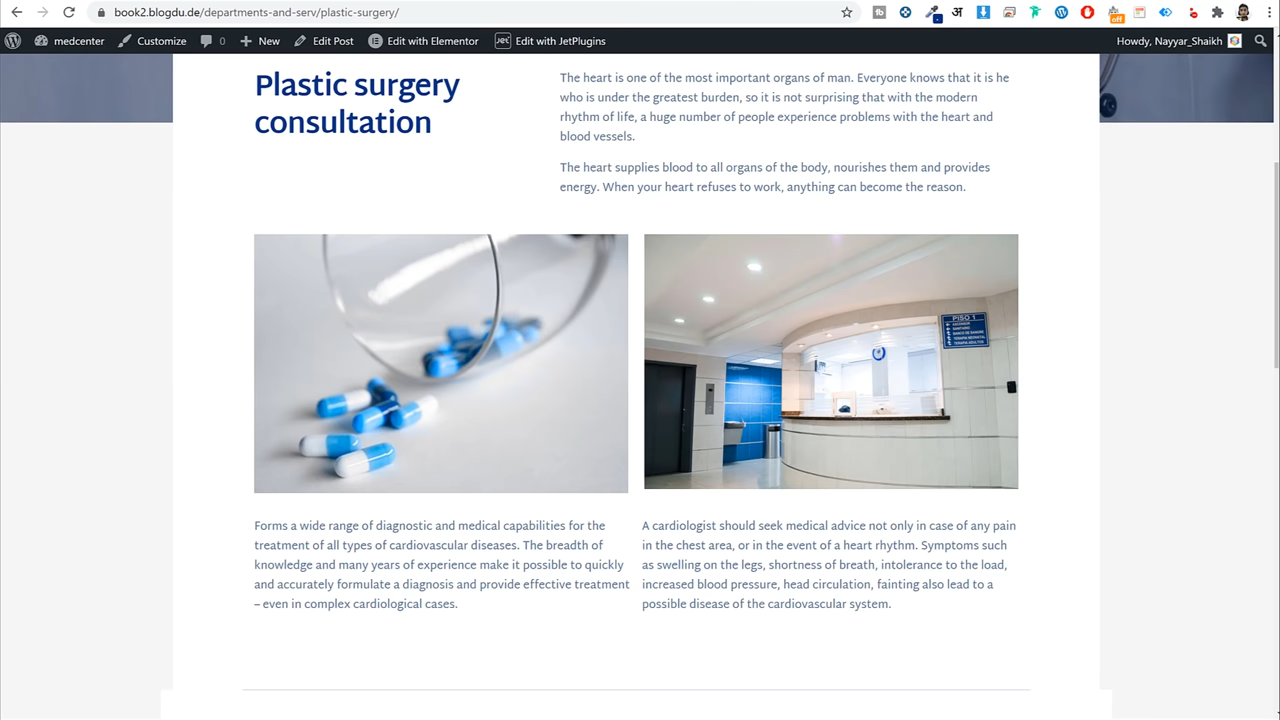 book2.blogdu.de/departments-and-serv/plastic-surgery/
off
medcenter
Customize
0
New
Edit Post
Edit with Elementor
Jet
Edit with JetPlugins
Howdy, Nayyar_Shaikh
Plastic surgery
consultation
The heart is one of the most important organs of man. Everyone knows that it is he
who is under the greatest burden, so it is not surprising that with the modern
rhythm of life, a huge number of people experience problems with the heart and
blood vessels.
The heart supplies blood to all organs of the body, nourishes them and provides
energy. When your heart refuses to work, anything can become the reason.
PISO 1
Forms a wide range of diagnostic and medical capabilities for the
treatment of all types of cardiovascular diseases. The breadth of
knowledge and many years of experience make it possible to quickly
and accurately formulate a diagnosis and provide effective treatment
– even in complex cardiological cases.
A cardiologist should seek medical advice not only in case of any pain
in the chest area, or in the event of a heart rhythm. Symptoms such
as swelling on the legs, shortness of breath, intolerance to the load,
increased blood pressure, head circulation, fainting also lead to a
possible disease of the cardiovascular system.